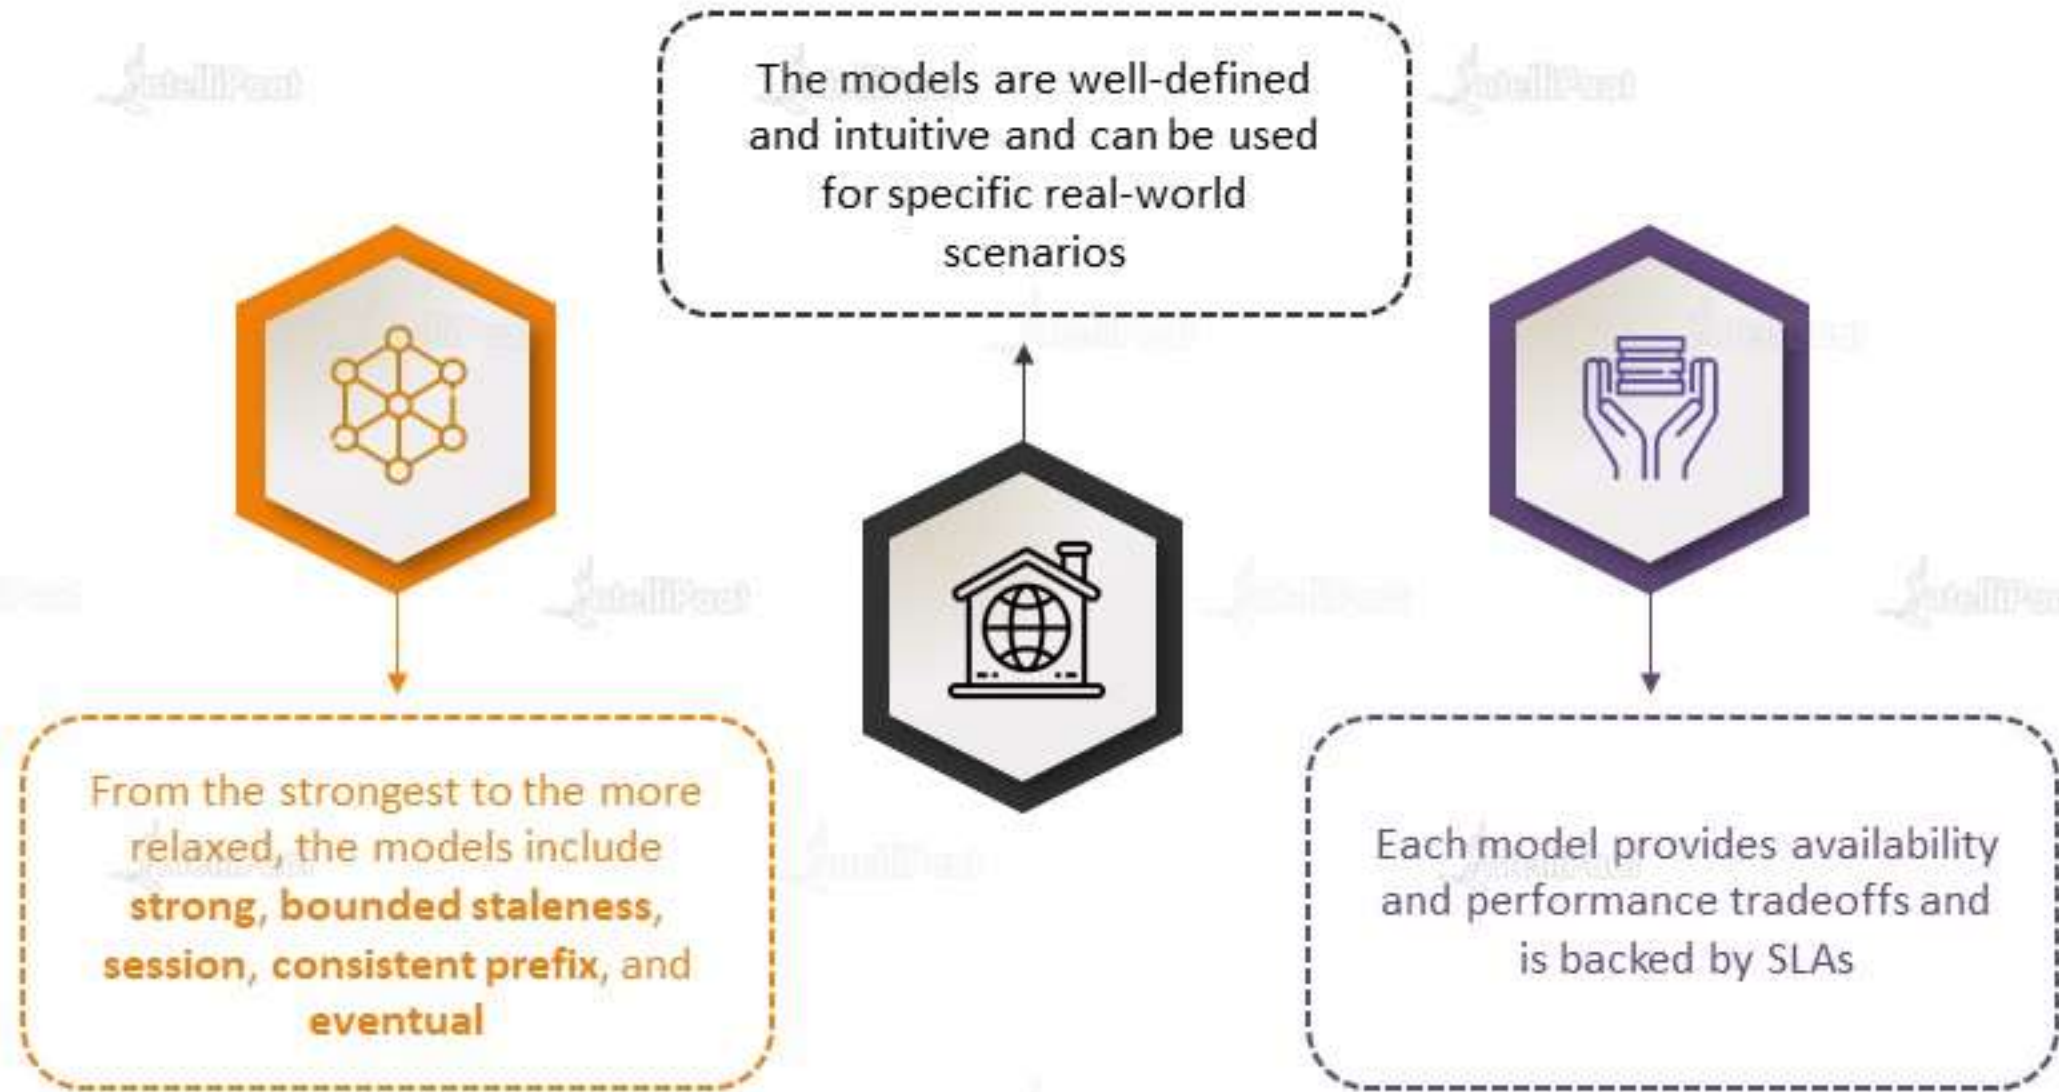 The models are well-defined
and intuitive and can be used
for specific real-world
scenarios
From the strongest to the more
relaxed, the models include
strong, bounded staleness,
session, consistent prefix, and
eventual
Each model provides availability
and performance tradeoffs and
is backed by SLAs